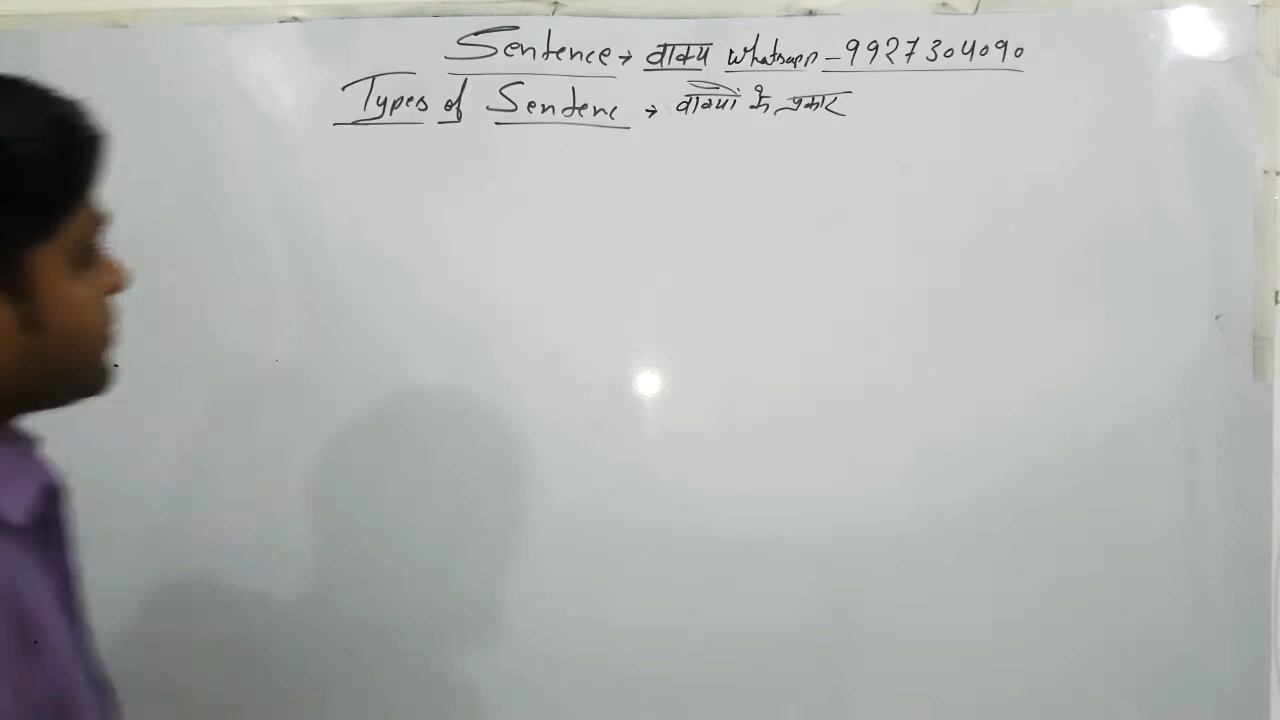 Sentence → वाक्य Whatsapp - 9927304090
Types of Sentenc → वाक्यों के प्रकार